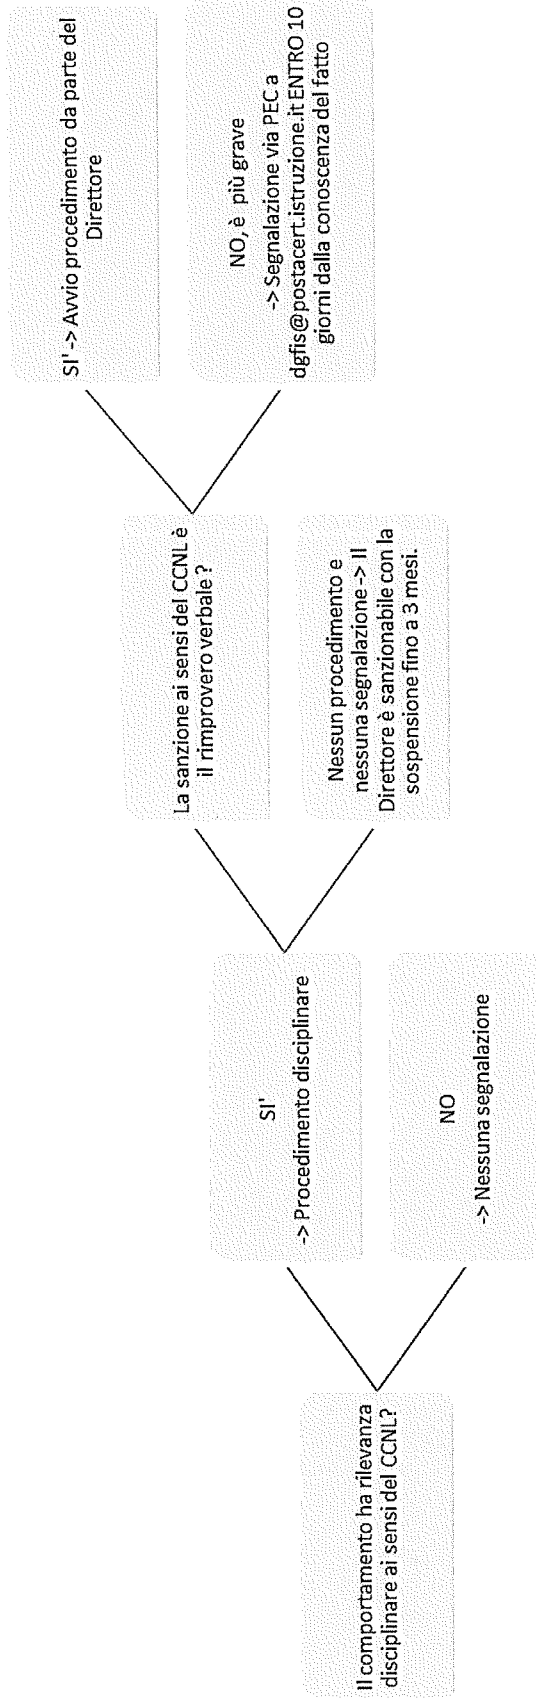 Il comportamento ha rilevanza
disciplinare ai sensi del CCNL?
SI'
-> Procedimento disciplinare
NO
-> Nessuna segnalazione
La sanzione ai sensi del CCNL è
il rimprovero verbale?
Nessun procedimento e
nessuna segnalazione -> Il
Direttore è sanzionabile con la
sospensione fino a 3 mesi.
SI' -> Avvio procedimento da parte del
Direttore
NO, è più grave
-> Segnalazione via PEC a
dgfis@postacert.istruzione.it ENTRO 10
giorni dalla conoscenza del fatto